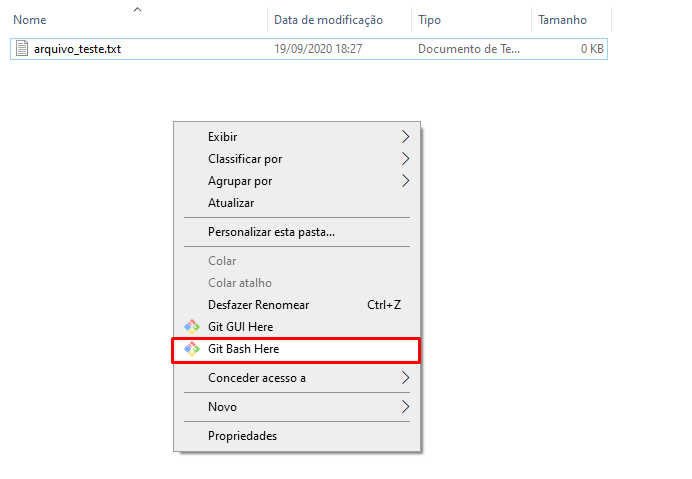 Nome Data de modificação Tipo Tamanho
arquivo_teste.txt 19/09/2020 18:27 Documento de Te... 0 KB
Exibir
Classificar por
Agrupar por
Atualizar
Personalizar esta pasta...
Colar
Colar atalho
Desfazer Renomear Ctrl+Z
Git GUI Here
Git Bash Here
Conceder acesso a
Novo
Propriedades